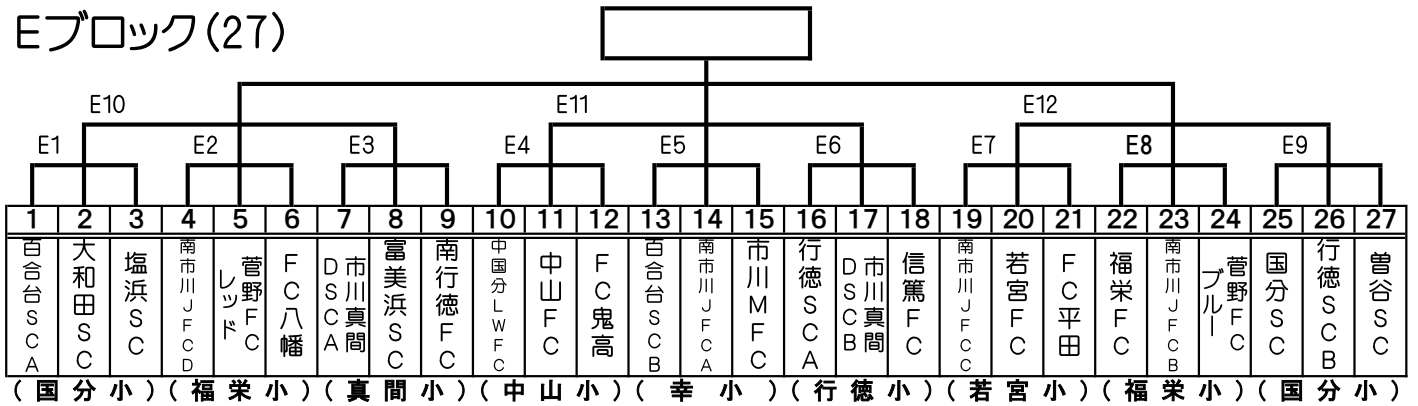 Eブロック(27)
E10 E11 E12
E1 E2 E3 E4 E5 E6 E7 E8 E9
1 2 3 4 5 6 7 8 9 10 11 12 13 14 15 16 17 18 19 20 21 22 23 24 25 26 27
百合台SCA
大和田SC
塩浜SC
南市川JFCD
菅野FC
レッド
FC八幡
市川真間
DSCA
富美浜SC
南行徳FC
中国分LWFC
中山FC
FC鬼高
百合台SCB
南市川JFCA
市川MFC
行徳SCA
市川真間
DSCB
信篤FC
南市川JFCC
若宮FC
FC平田
福栄FC
南市川JFCB
菅野FC
ブルー
国分SC
行徳SCB
曽谷SC
(国分小)(福栄小)(真間小)(中山小)(幸小)(行徳小)(若宮小)(福栄小)(国分小)